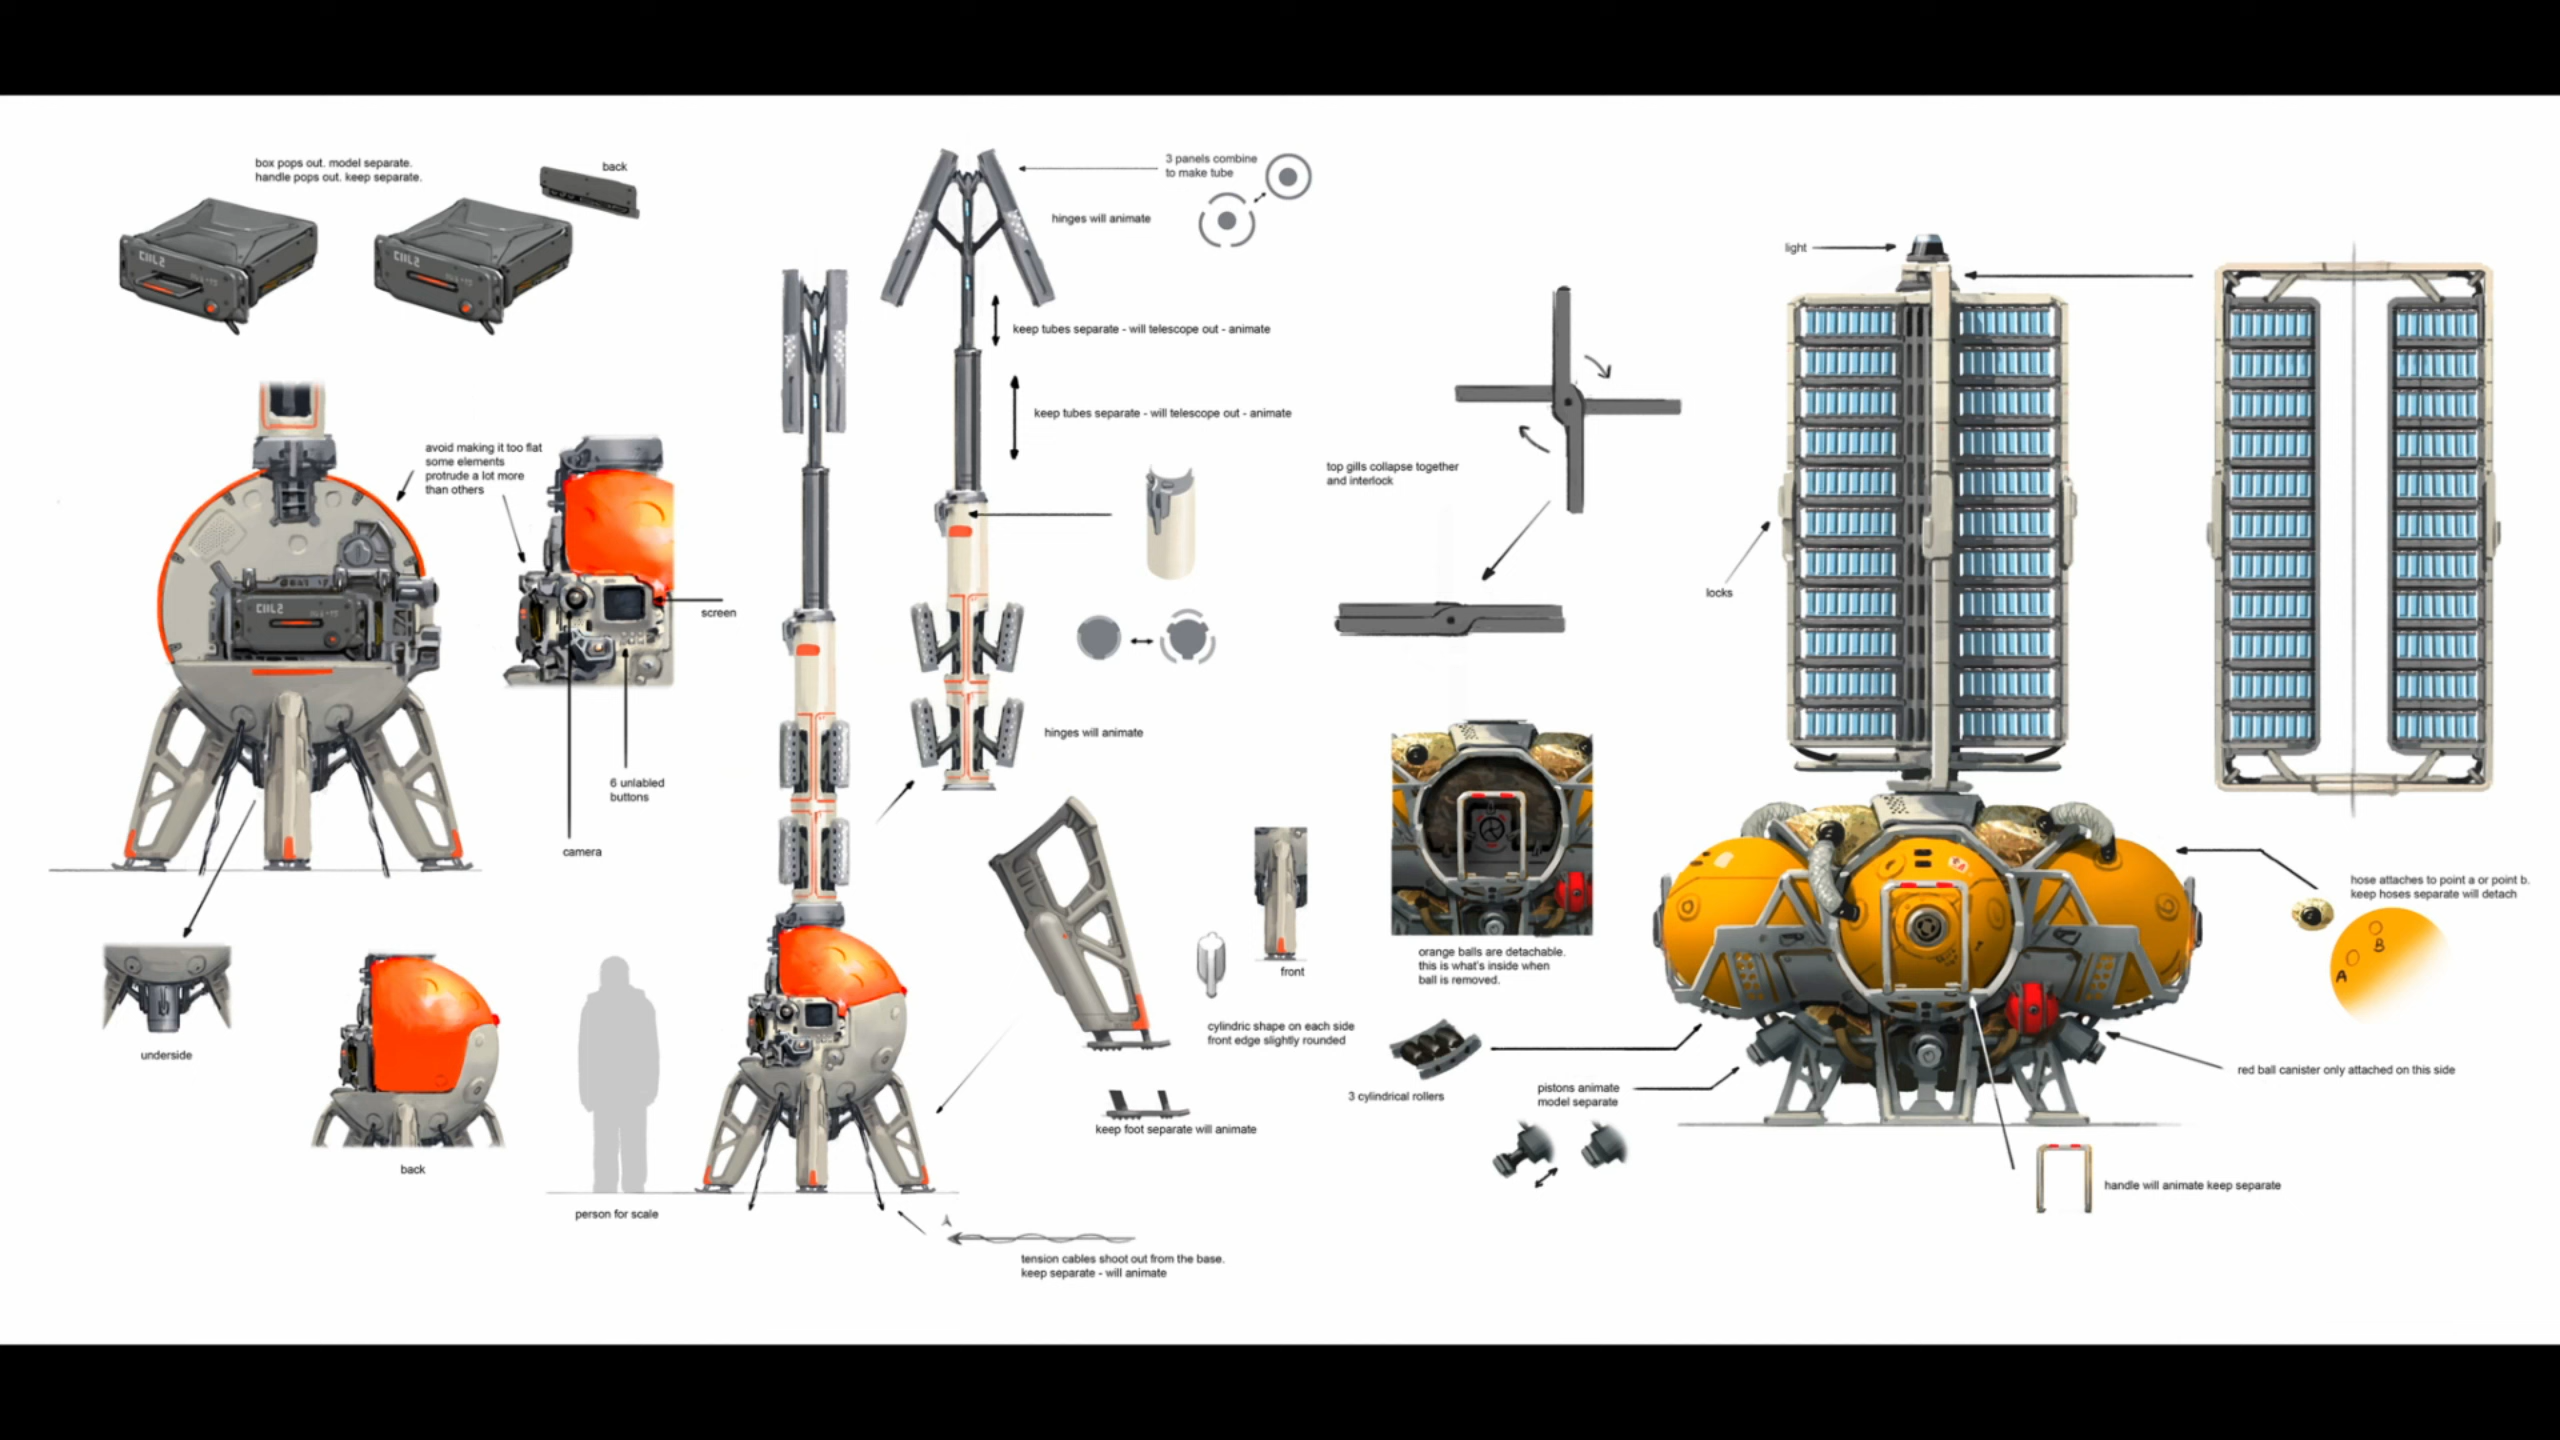 box pops out. model separate.
handle pops out. keep separate.
back
3 panels combine
to make tube
hinges will animate
light
keep tubes separate - will telescope out - animate
keep tubes separate - will telescope out - animate
avoid making it too flat
some elements
protrude a lot more
than others
top gills collapse together
and interlock
locks
screen
hinges will animate
6 unlabled
buttons
camera
hose attaches to point a or point b.
keep hoses separate will detach
B
A
orange balls are detachable.
this is what's inside when
ball is removed.
front
cylindric shape on each side
front edge slightly rounded
underside
red ball canister only attached on this side
3 cylindrical rollers
pistons animate
model separate
keep foot separate will animate
back
handle will animate keep separate
person for scale
tension cables shoot out from the base.
keep separate - will animate